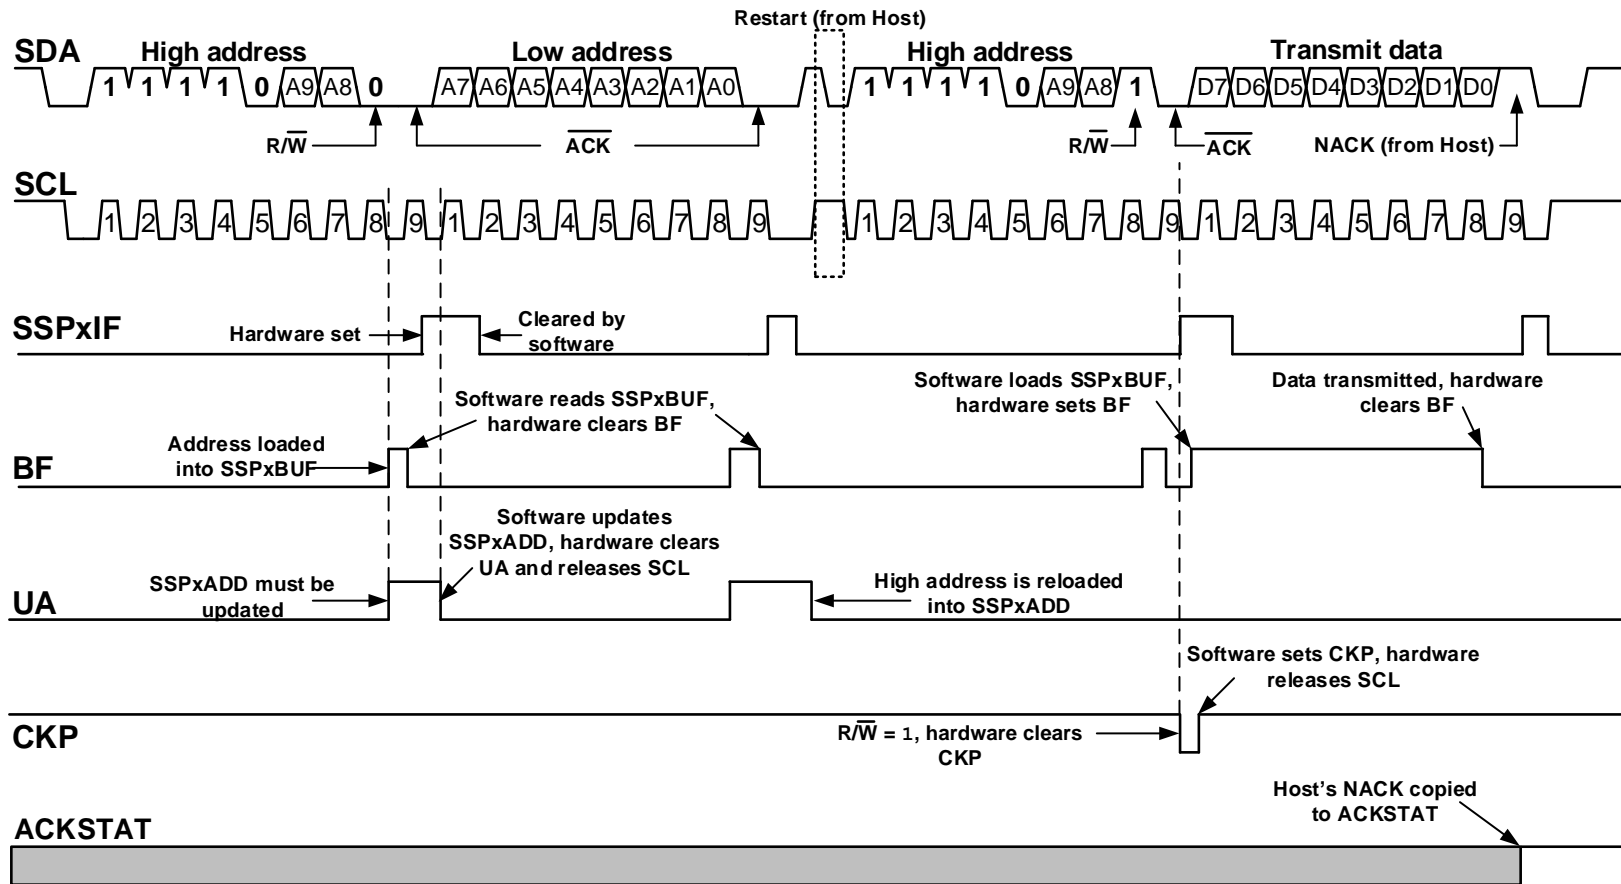 Restart (from Host)
SDA
High address
Low address
High address
Transmit data
1 1 1 1 0 A9 A8 0
A7 A6 A5 A4 A3 A2 A1 A0
1 1 1 1 0 A9 A8 1
D7 D6 D5 D4 D3 D2 D1 D0
R/W̅
A̅C̅K̅
R/W̅
A̅C̅K̅
NACK (from Host)
SCL
1 2 3 4 5 6 7 8 9 1 2 3 4 5 6 7 8 9
1 2 3 4 5 6 7 8 9 1 2 3 4 5 6 7 8 9
SSPxIF
Hardware set
Cleared by
software
Software reads SSPxBUF,
hardware clears BF
Software loads SSPxBUF,
hardware sets BF
Data transmitted, hardware
clears BF
BF
Address loaded
into SSPxBUF
Software updates
SSPxADD, hardware clears
UA and releases SCL
UA
SSPxADD must be
updated
High address is reloaded
into SSPxADD
Software sets CKP, hardware
releases SCL
CKP
R/W̅ = 1, hardware clears
CKP
Host's NACK copied
to ACKSTAT
ACKSTAT